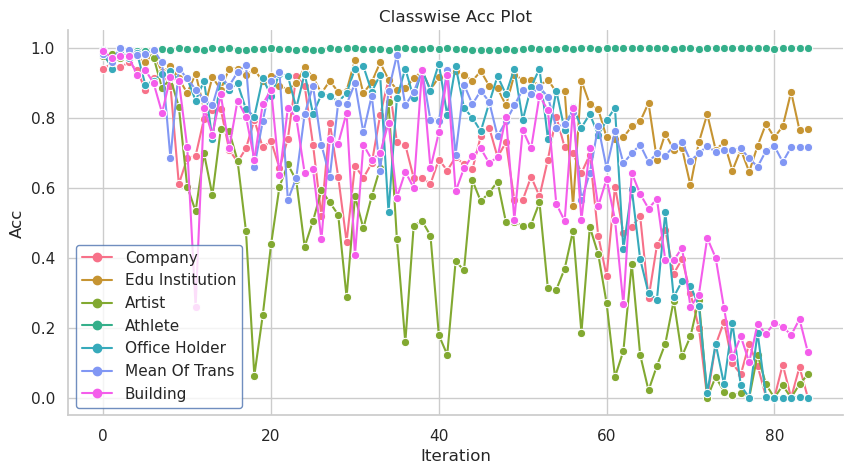 Classwise Acc Plot
Acc
1.0
0.8
0.6
0.4
0.2
0.0
Company
Edu Institution
Artist
Athlete
Office Holder
Mean Of Trans
Building
0
20
40
60
80
Iteration